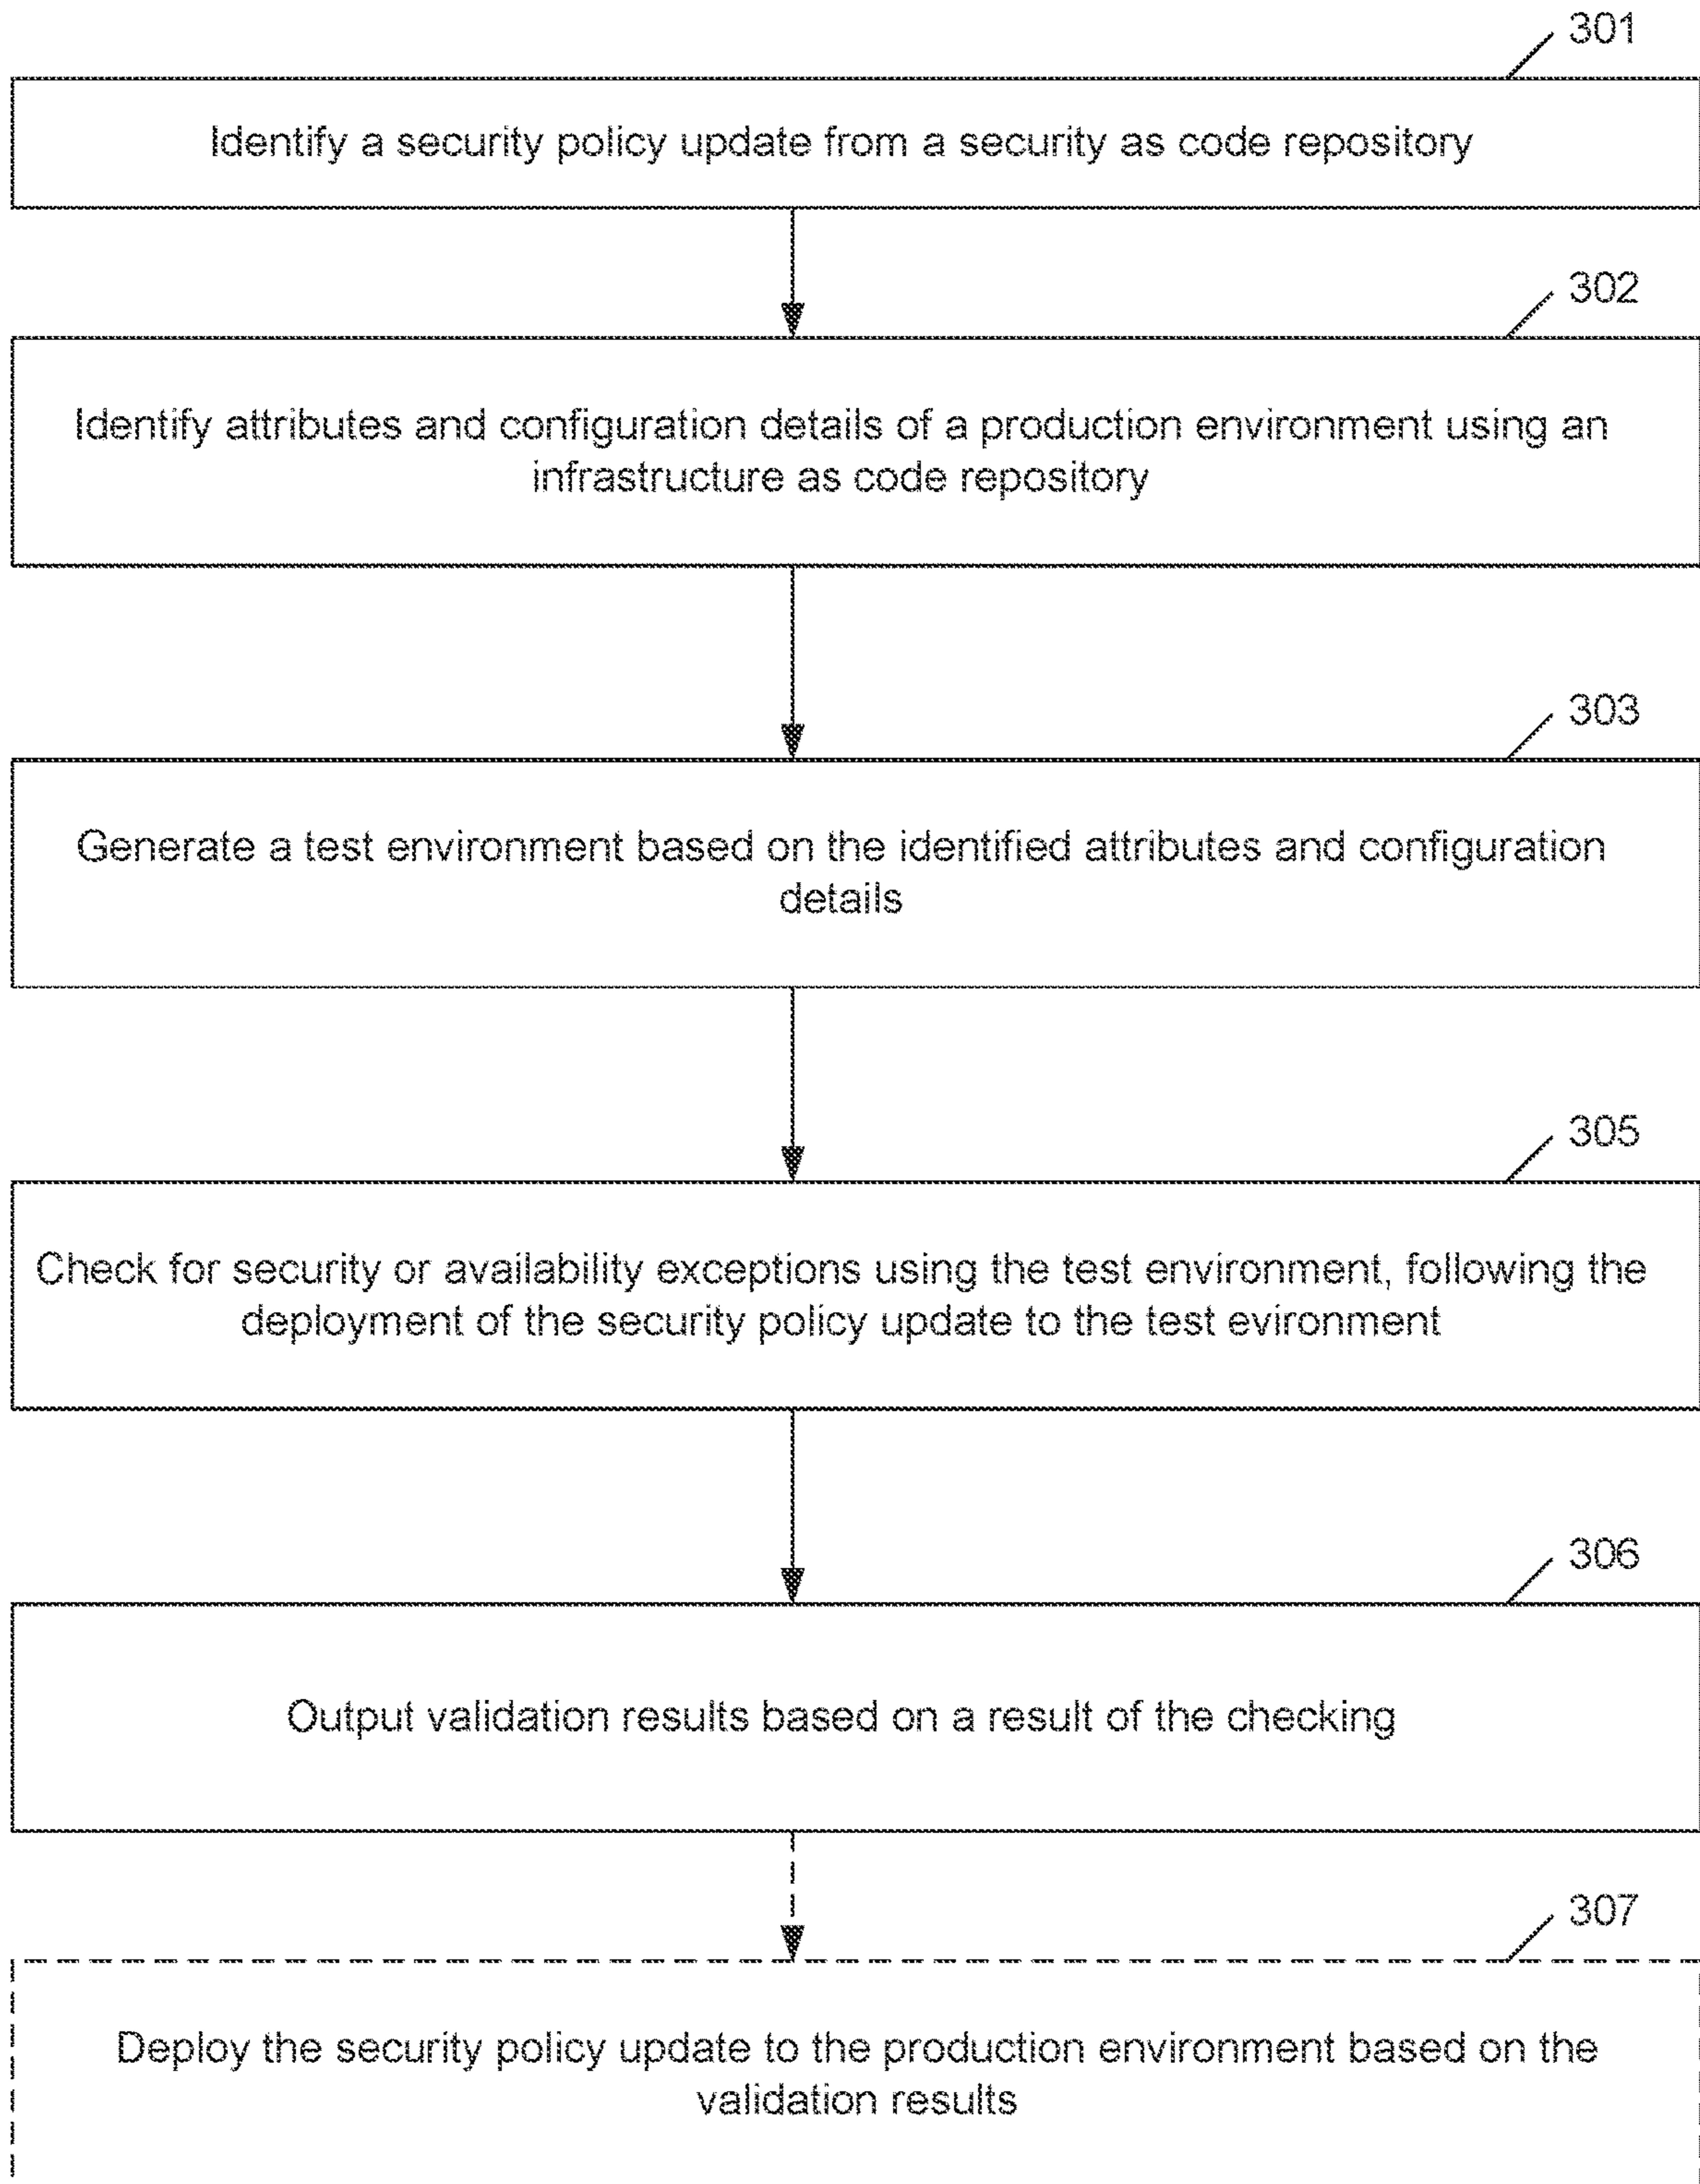 301
Identify a security policy update from a security as code repository
302
Identify attributes and configuration details of a production environment using an
infrastructure as code repository
303
Generate a test environment based on the identified attributes and configuration
details
305
Check for security or availability exceptions using the test environment, following the
deployment of the security policy update to the test evironment
306
Output validation results based on a result of the checking
307
Deploy the security policy update to the production environment based on the
validation results